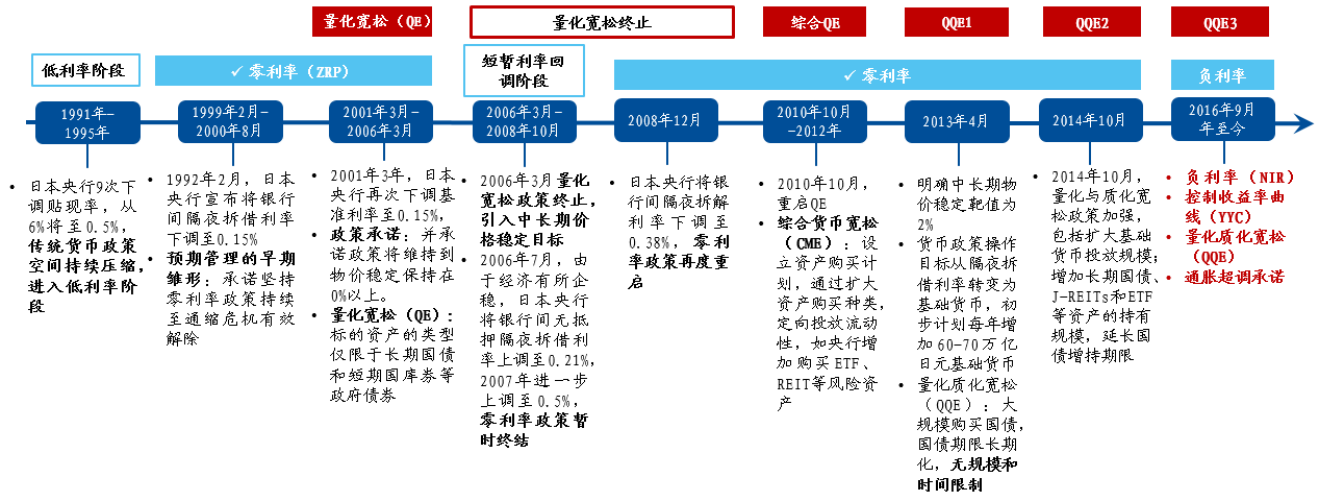 量化宽松（QE）
量化宽松终止
综合QE
QQE1
QQE2
QQE3
低利率阶段
✓ 零利率（ZRP）
短暂利率回
调阶段
✓ 零利率
负利率
1991年-
1995年
1999年2月-
2000年8月
2001年3月-
2006年3月
2006年3月-
2008年10月
2008年12月
2010年10月
-2012年
2013年4月
2014年10月
2016年9月
年至今
• 日本央行9次下
调贴现率，从
6%将至0.5%，
传统货币政策
空间持续压缩，
进入低利率阶
段
• 1992年2月，日本
央行宣布将银行
间隔夜拆借利率
下调至0.15%
• 预期管理的早期
雏形：承诺坚持
零利率政策持续
至通缩危机有效
解除
• 2001年3年，日本
央行再次下调基
准利率至0.15%，
• 政策承诺：并承
诺政策将维持到
物价稳定保持在
0%以上。
• 量化宽松（QE）：
标的资产的类型
仅限于长期国债
和短期国库券等
政府债券
• 2006年3月量化
宽松政策终止，
引入中长期价
格稳定目标
• 2006年7月，由
于经济有所企
稳，日本央行
将银行间无抵
押隔夜拆借利
率上调至0.21%，
2007年进一步
上调至0.5%，
零利率政策暂
时终结
• 日本央行将银
行间隔夜拆解
利率下调至
0.38%，零利
率政策再度重
启
• 2010年10月，
重启QE
• 综合货币宽松
（CME）：设
立资产购买计
划，通过扩大
资产购买种类，
定向投放流动
性，如央行增
加购买ETF、
REIT等风险资
产
• 明确中长期物
价稳定靶值为
2%
• 货币政策操作
目标从隔夜拆
借利率转变为
基础货币，初
步计划每年增
加60-70万亿
日元基础货币
• 量化质化宽松
（QQE）：大
规模购买国债，
国债期限长期
化，无规模和
时间限制
• 2014年10月，
量化与质化宽
松政策加强，
包括扩大基础
货币投放规模；
增加长期国债、
J-REITs和ETF
等资产的持有
规模，延长国
债增持期限
• 负利率（NIR）
• 控制收益率曲
线（YYC）
• 量化质化宽松
（QQE）
• 通胀超调承诺